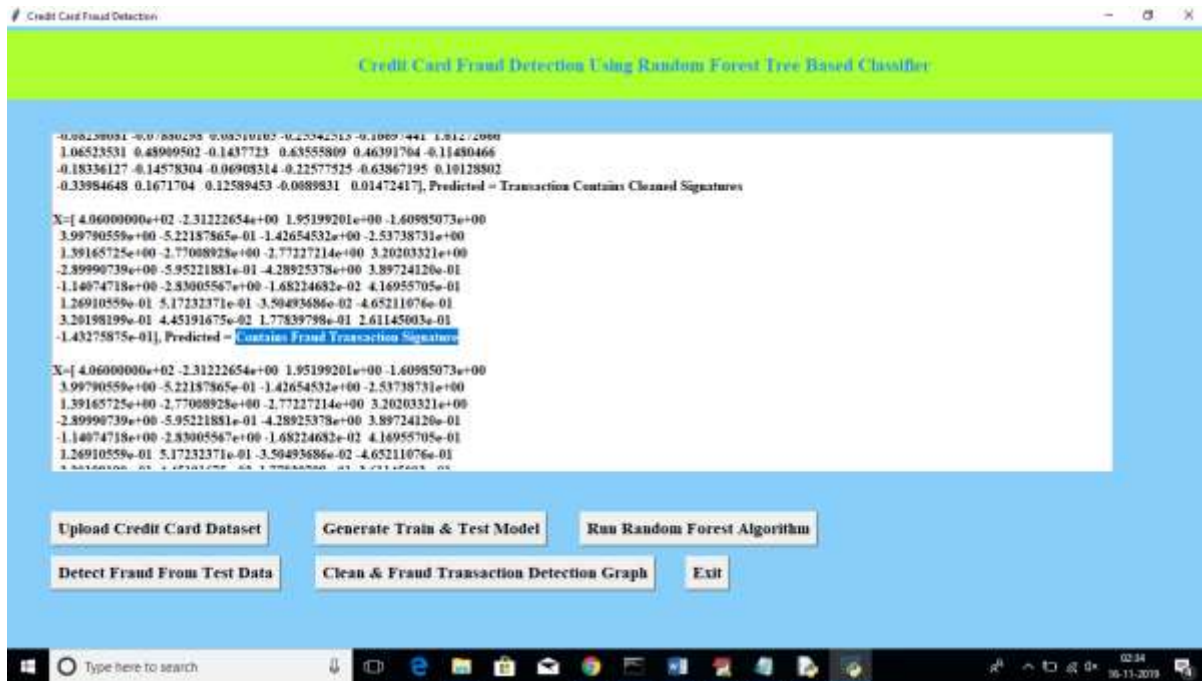 Credit Card Fraud Detection
Credit Card Fraud Detection Using Random Forest Tree Based Classifier
1.06523531 0.48909502 -0.1437723 0.63555809 0.46391704 -0.11480466
-0.18336127 -0.14578304 -0.06908314 -0.22577525 -0.63867195 0.10128802
-0.33984648 0.1671704 0.12589453 -0.0089831 0.01472417], Predicted = Transaction Contains Cleaned Signatures
X=[ 4.06000000e+02 -2.31222654e+00 1.95199201e+00 -1.60985073e+00
3.99790559e+00 -5.22187865e-01 -1.42654532e+00 -2.53738731e+00
1.39165725e+00 -2.77008928e+00 -2.77227214e+00 3.20203321e+00
-2.89990739e+00 -5.95221881e-01 -4.28925378e+00 3.89724120e-01
-1.14074718e+00 -2.83005567e+00 -1.68224682e-02 4.16955705e-01
1.26910559e-01 5.17232371e-01 -3.50493686e-02 -4.65211076e-01
3.20198199e-01 4.45191675e-02 1.77839798e-01 2.61145003e-01
-1.43275875e-01], Predicted = Contains Fraud Transaction Signature
X=[ 4.06000000e+02 -2.31222654e+00 1.95199201e+00 -1.60985073e+00
3.99790559e+00 -5.22187865e-01 -1.42654532e+00 -2.53738731e+00
1.39165725e+00 -2.77008928e+00 -2.77227214e+00 3.20203321e+00
-2.89990739e+00 -5.95221881e-01 -4.28925378e+00 3.89724120e-01
-1.14074718e+00 -2.83005567e+00 -1.68224682e-02 4.16955705e-01
1.26910559e-01 5.17232371e-01 -3.50493686e-02 -4.65211076e-01
Upload Credit Card Dataset Generate Train & Test Model Run Random Forest Algorithm
Detect Fraud From Test Data Clean & Fraud Transaction Detection Graph Exit
Type here to search
02:34
16-11-2019